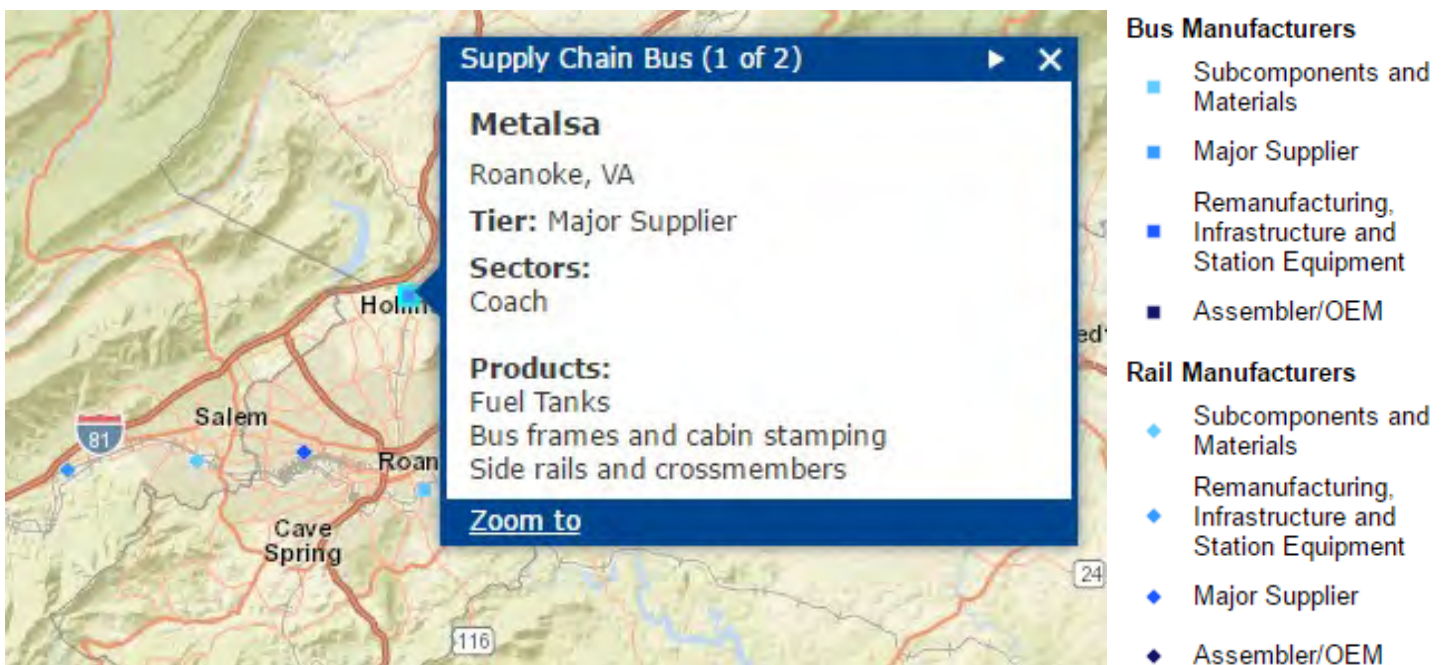 Supply Chain Bus (1 of 2)
Metalsa
Roanoke, VA
Tier: Major Supplier
Sectors:
Coach
Products:
Fuel Tanks
Bus frames and cabin stamping
Side rails and crossmembers
Zoom to
Salem
81
Roan
Cave
Spring
116
24
Bus Manufacturers
Subcomponents and
Materials
Major Supplier
Remanufacturing,
Infrastructure and
Station Equipment
Assembler/OEM
Rail Manufacturers
Subcomponents and
Materials
Remanufacturing,
Infrastructure and
Station Equipment
Major Supplier
Assembler/OEM